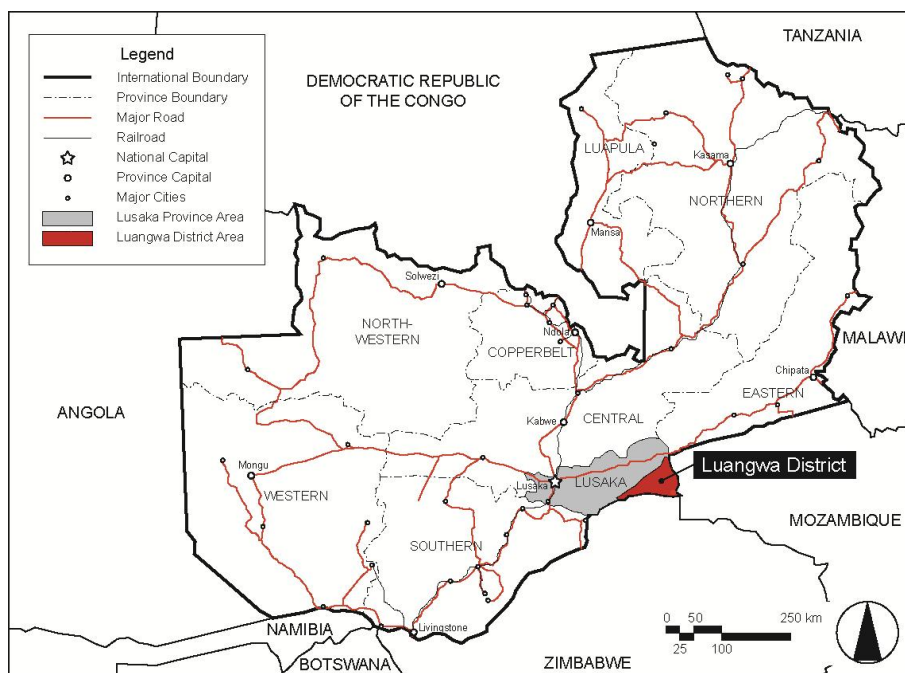 Legend
International Boundary
Province Boundary
Major Road
Railroad
National Capital
Province Capital
Major Cities
Lusaka Province Area
Luangwa District Area
TANZANIA
DEMOCRATIC REPUBLIC
OF THE CONGO
LUAPULA
Kasama
NORTHERN
Mansa
Solwezi
NORTH-
WESTERN
Ndola
COPPERBELT
MALAWI
Chipata
EASTERN
ANGOLA
CENTRAL
Kabwe
Mongu
Luangwa District
Lusaka
LUSAKA
WESTERN
MOZAMBIQUE
SOUTHERN
0 50 250 km
25 100
NAMIBIA
Livingstone
BOTSWANA
ZIMBABWE